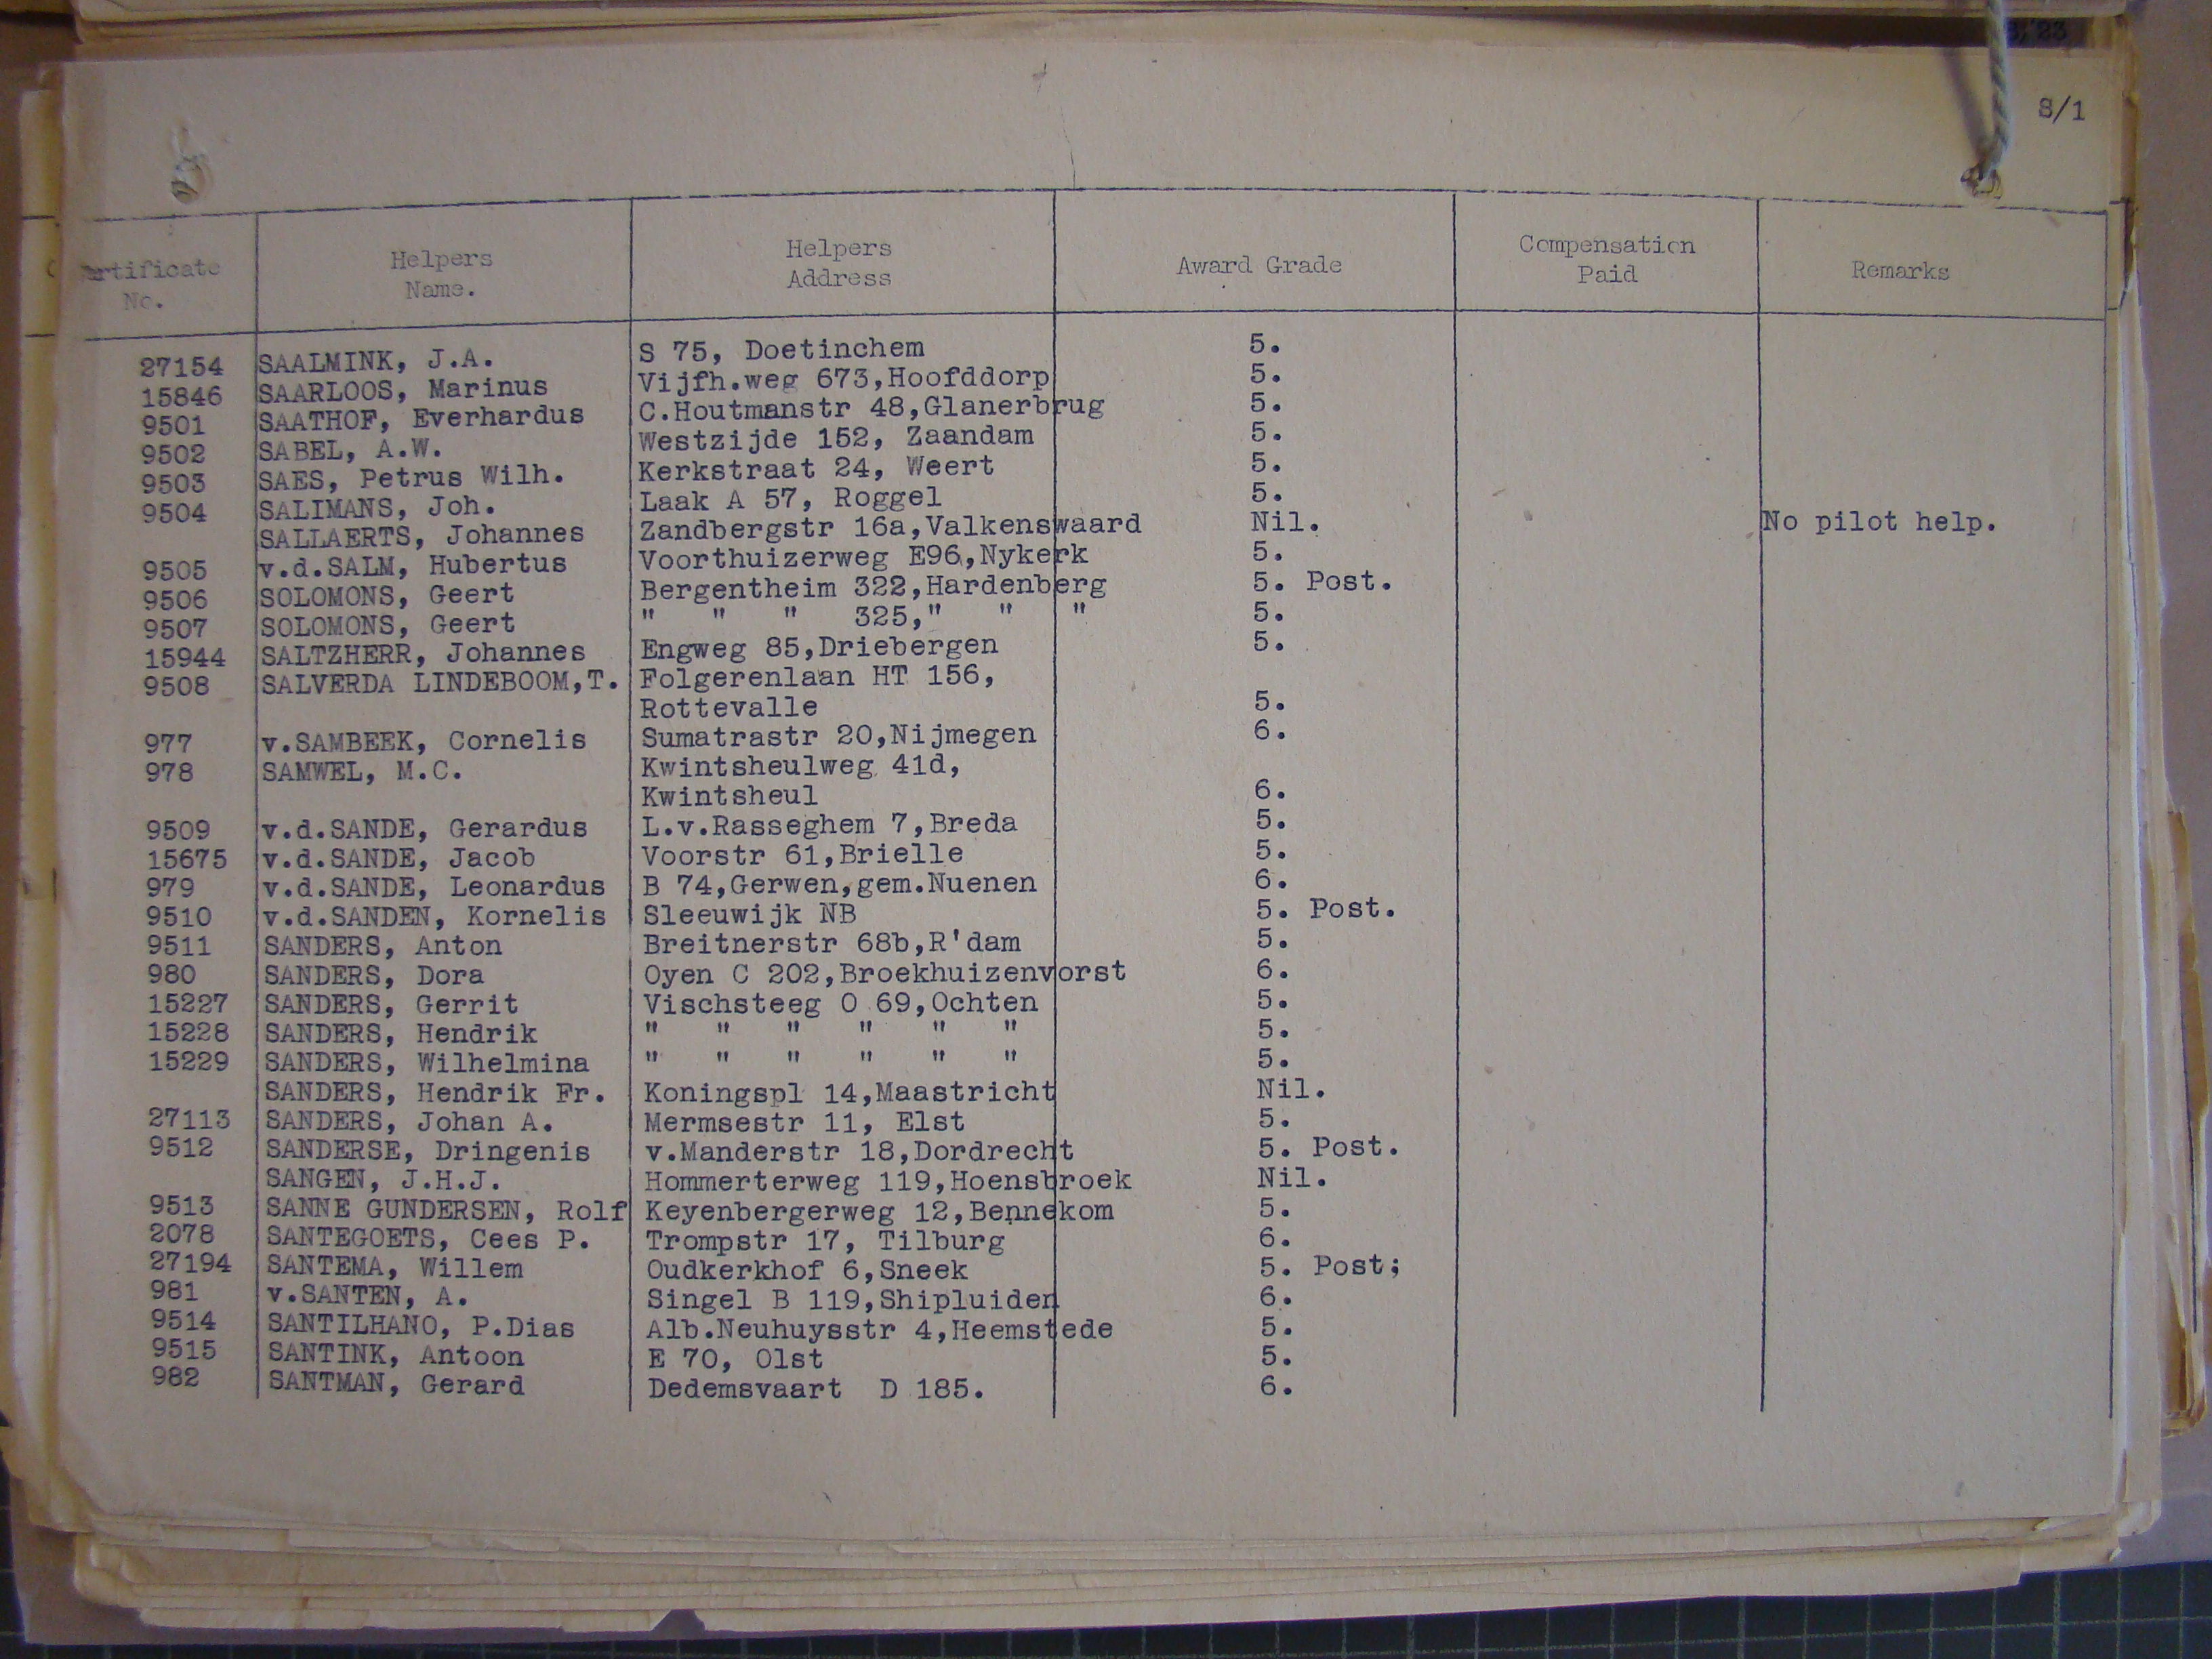 8/1
Certificate No. Helpers Name. Helpers Address Award Grade Compensation Paid Remarks
27154 SAALMINK, J.A. S 75, Doetinchem 5.
15846 SAARLOOS, Marinus Vijfh.weg 673,Hoofddorp 5.
9501 SAATHOF, Everhardus C.Houtmanstr 48,Glanerbrug 5.
9502 SABEL, A.W. Westzijde 152, Zaandam 5.
9503 SAES, Petrus Wilh. Kerkstraat 24, Weert 5.
9504 SALIMANS, Joh. Laak A 57, Roggel 5.
SALLAERTS, Johannes Zandbergstr 16a,Valkenswaard Nil. No pilot help.
9505 v.d.SALM, Hubertus Voorthuizerweg E96,Nykerk 5.
9506 SOLOMONS, Geert Bergentheim 322,Hardenberg 5. Post.
9507 SOLOMONS, Geert " " " 325," " " 5.
15944 SALTZHERR, Johannes Engweg 85,Driebergen 5.
9508 SALVERDA LINDEBOOM,T. Folgerenlaan HT 156,
Rottevalle 5.
977 v.SAMBEEK, Cornelis Sumatrastr 20,Nijmegen 6.
978 SAMWEL, M.C. Kwintsheulweg 41d,
Kwintsheul 6.
9509 v.d.SANDE, Gerardus L.v.Rasseghem 7,Breda 5.
15675 v.d.SANDE, Jacob Voorstr 61,Brielle 5.
979 v.d.SANDE, Leonardus B 74,Gerwen,gem.Nuenen 6.
9510 v.d.SANDEN, Kornelis Sleeuwijk NB 5. Post.
9511 SANDERS, Anton Breitnerstr 68b,R'dam 5.
980 SANDERS, Dora Oyen C 202,Broekhuizenvorst 6.
15227 SANDERS, Gerrit Vischsteeg O 69,Ochten 5.
15228 SANDERS, Hendrik " " " " " " 5.
15229 SANDERS, Wilhelmina " " " " " " 5.
SANDERS, Hendrik Fr. Koningspl 14,Maastricht Nil.
27113 SANDERS, Johan A. Mermsestr 11, Elst 5.
9512 SANDERSE, Dringenis v.Manderstr 18,Dordrecht 5. Post.
SANGEN, J.H.J. Hommerterweg 119,Hoensbroek Nil.
9513 SANNE GUNDERSEN, Rolf Keyenbergerweg 12,Bennekom 5.
2078 SANTEGOETS, Cees P. Trompstr 17, Tilburg 6.
27194 SANTEMA, Willem Oudkerkhof 6,Sneek 5. Post;
981 v.SANTEN, A. Singel B 119,Shipluiden 6.
9514 SANTILHANO, P.Dias Alb.Neuhuysstr 4,Heemstede 5.
9515 SANTINK, Antoon E 70, Olst 5.
982 SANTMAN, Gerard Dedemsvaart D 185. 6.